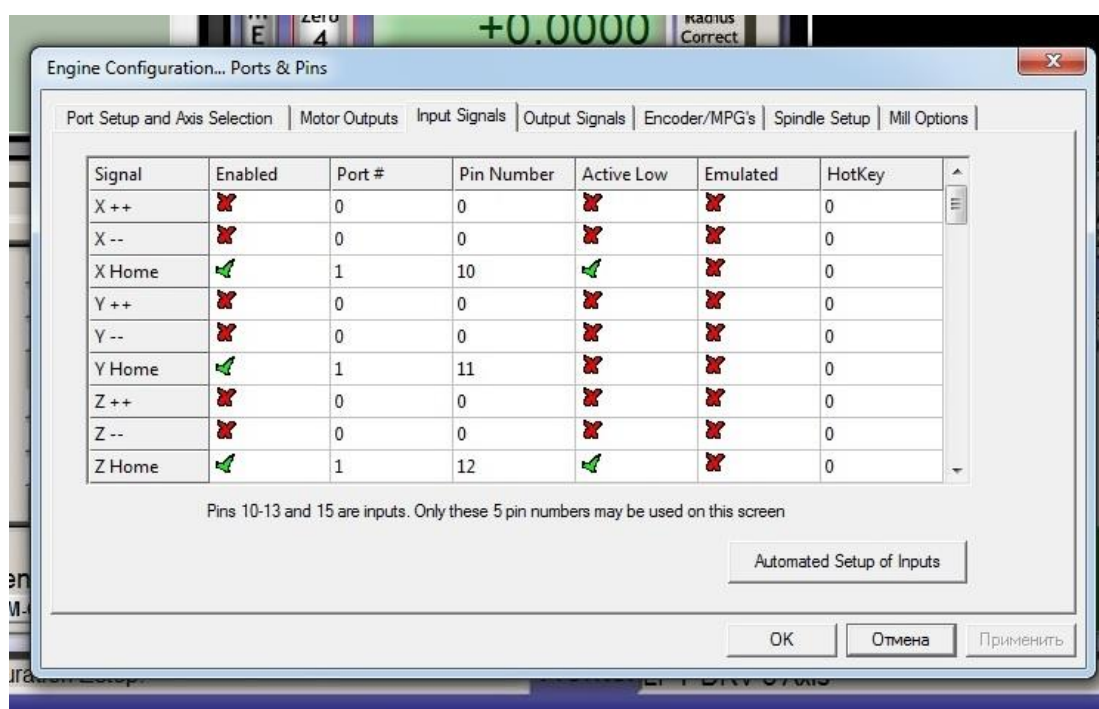 E Zero +0.0000 Radius
4 Correct
Engine Configuration... Ports & Pins
Port Setup and Axis Selection Motor Outputs Input Signals Output Signals Encoder/MPG's Spindle Setup Mill Options
Signal Enabled Port # Pin Number Active Low Emulated HotKey
X ++ 0 0 0
X -- 0 0 0
X Home 1 10 0
Y ++ 0 0 0
Y -- 0 0 0
Y Home 1 11 0
Z ++ 0 0 0
Z -- 0 0 0
Z Home 1 12 0
Pins 10-13 and 15 are inputs. Only these 5 pin numbers may be used on this screen
Automated Setup of Inputs
OK Отмена Применить